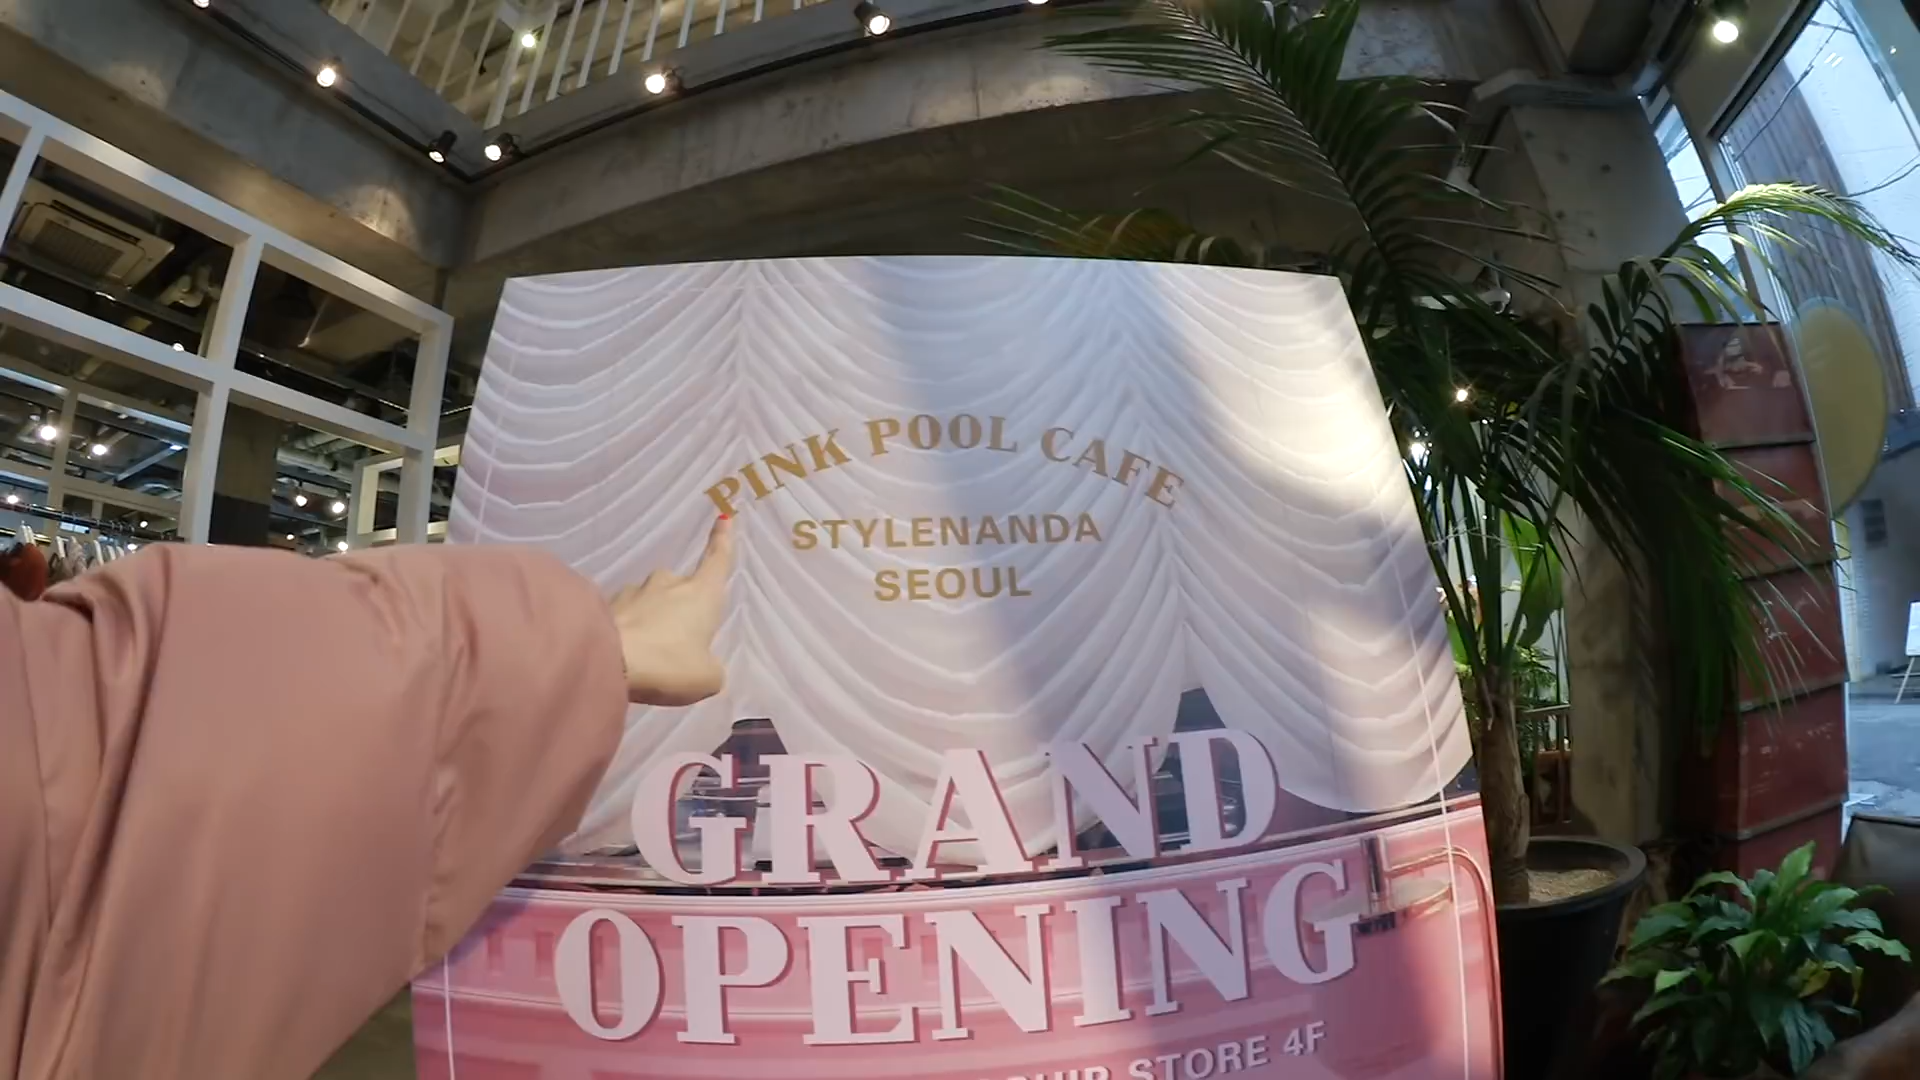 PINK POOL CAFE
STYLENANDA
SEOUL
GRAND
OPENING
STORE 4F